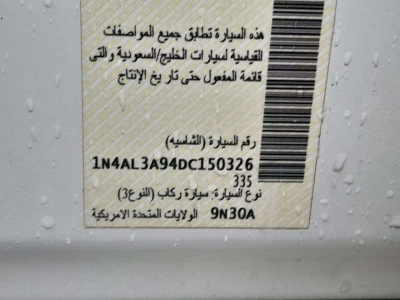 هذه السيارة تطابق جميع المواصفات
القياسية لسيارات الخليج/السعودية والتى
قائمة المفعول حتى تاريخ الإنتاج
رقم السيارة (الشاسيه)
1N4AL3A94DC150326
335
نوع السيارة: سيارة ركاب (النوع3)
9N30A الولايات المتحدة الامريكية